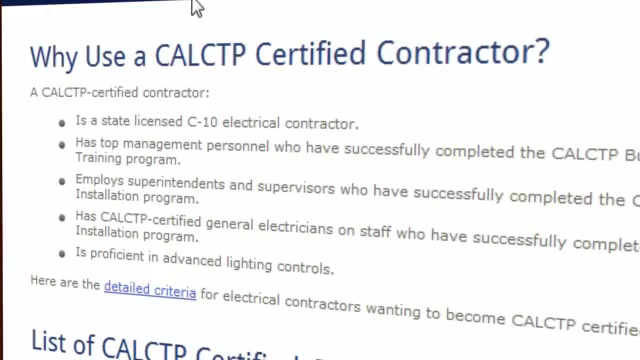 Why Use a CALCTP Certified Contractor?
A CALCTP-certified contractor:
Is a state licensed C-10 electrical contractor.
Has top management personnel who have successfully completed the CALCTP
Training program.
Employs superintendents and supervisors who have successfully completed the
Installation program.
Has CALCTP-certified general electricians on staff who have successfully
Installation program.
Is proficient in advanced lighting controls.
Here are the detailed criteria for electrical contractors wanting to become CALCTP
List of CALCTP Certified